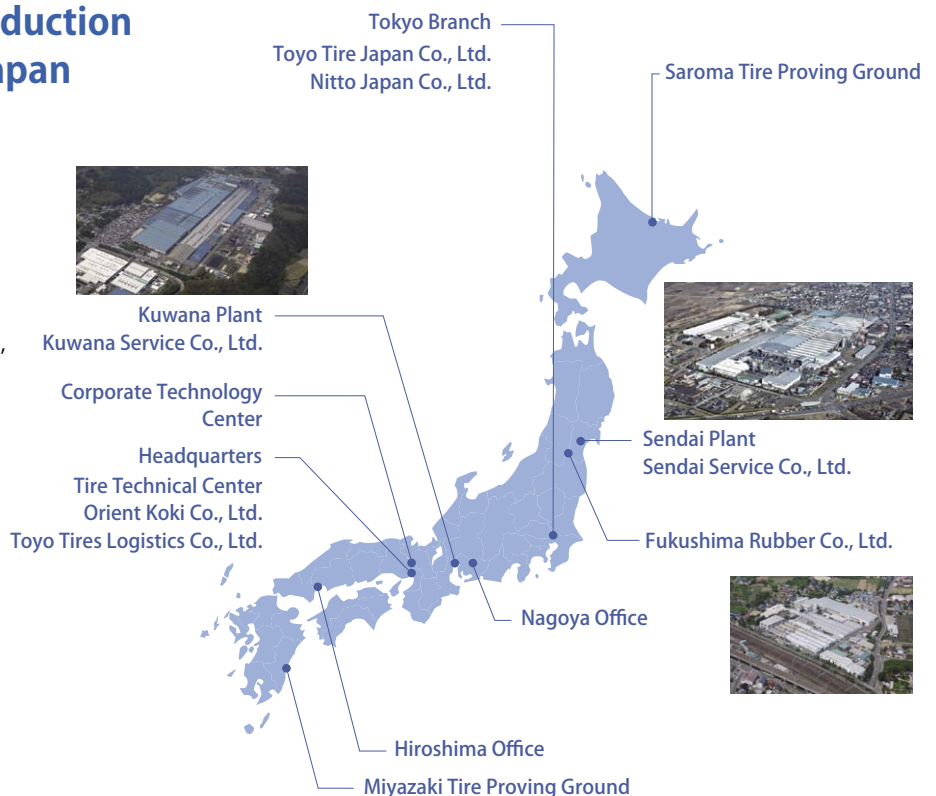 duction
apan
Tokyo Branch
Toyo Tire Japan Co., Ltd.
Nitto Japan Co., Ltd.
Saroma Tire Proving Ground
Kuwana Plant
,
Kuwana Service Co., Ltd.
Corporate Technology
Center
Headquarters
Tire Technical Center
Orient Koki Co., Ltd.
Toyo Tires Logistics Co., Ltd.
Sendai Plant
Sendai Service Co., Ltd.
Fukushima Rubber Co., Ltd.
Nagoya Office
Hiroshima Office
Miyazaki Tire Proving Ground